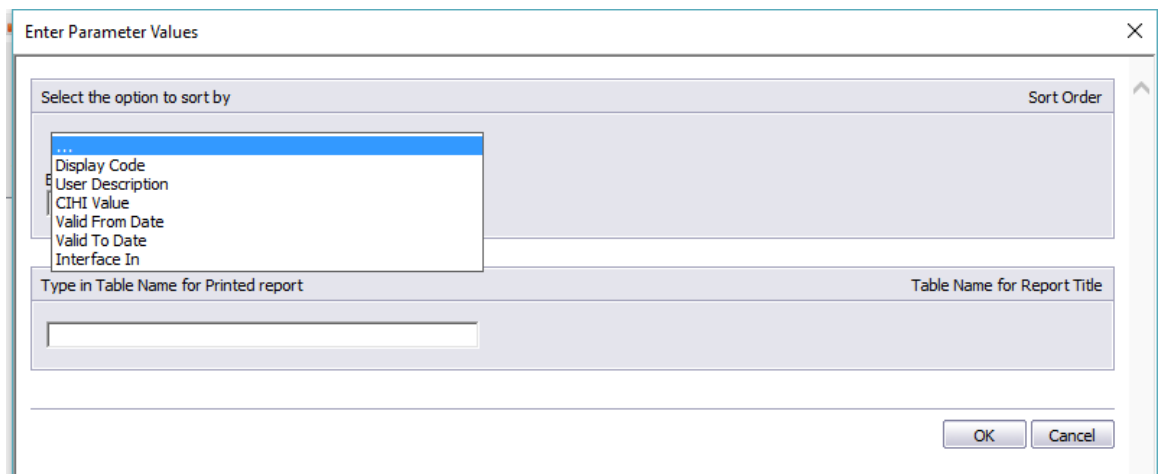 Enter Parameter Values
Select the option to sort by Sort Order
...
Display Code
User Description
CIHI Value
Valid From Date
Valid To Date
Interface In
Type in Table Name for Printed report Table Name for Report Title
OK Cancel